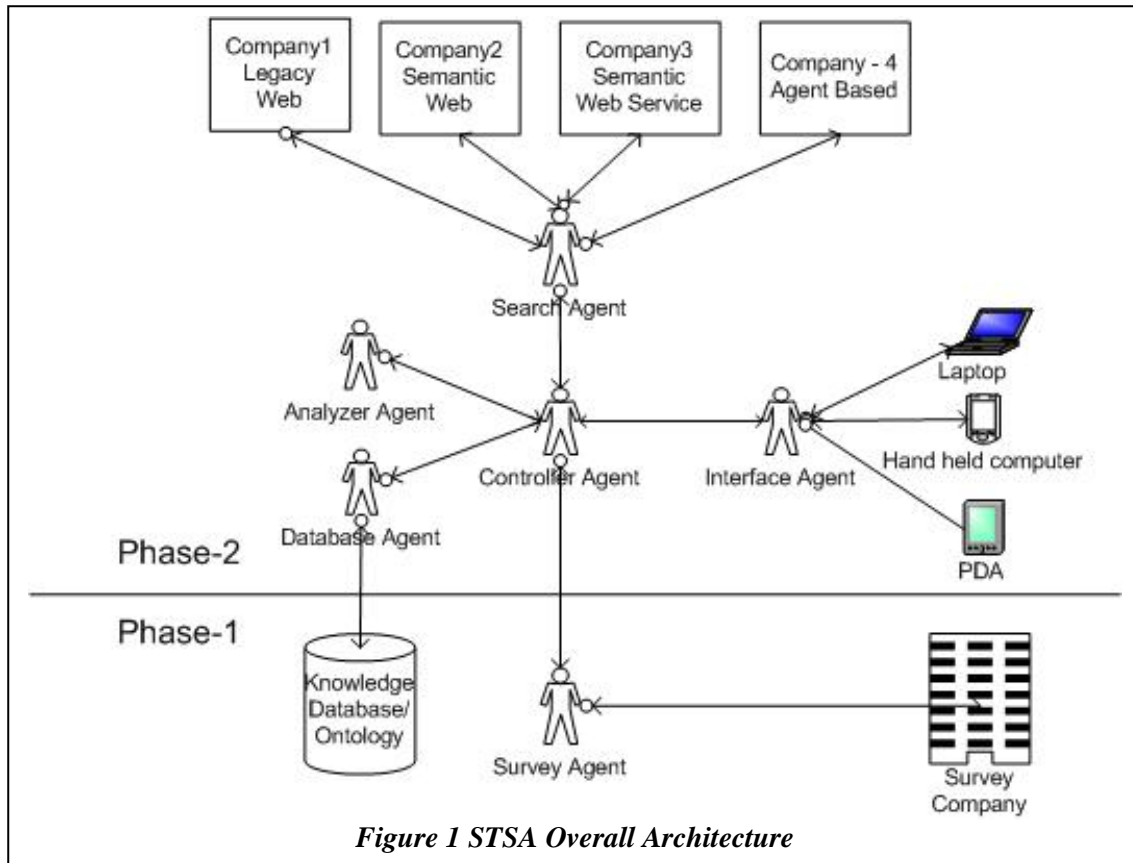 Company1
Legacy
Web
Company2
Semantic
Web
Company3
Semantic
Web Service
Company - 4
Agent Based
Search Agent
Laptop
Analyzer Agent
Controller Agent
Interface Agent
Hand held computer
Database Agent
PDA
Phase-2
Phase-1
Knowledge
Database/
Ontology
Survey Agent
Survey
Company
Figure 1 STSA Overall Architecture